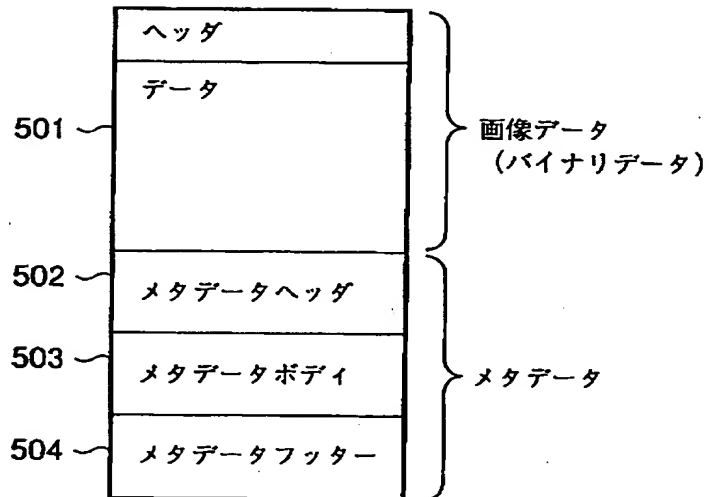 ヘッダ
データ
501
画像データ
(バイナリデータ)
502
メタデータヘッダ
503
メタデータボディ
メタデータ
504
メタデータフッター